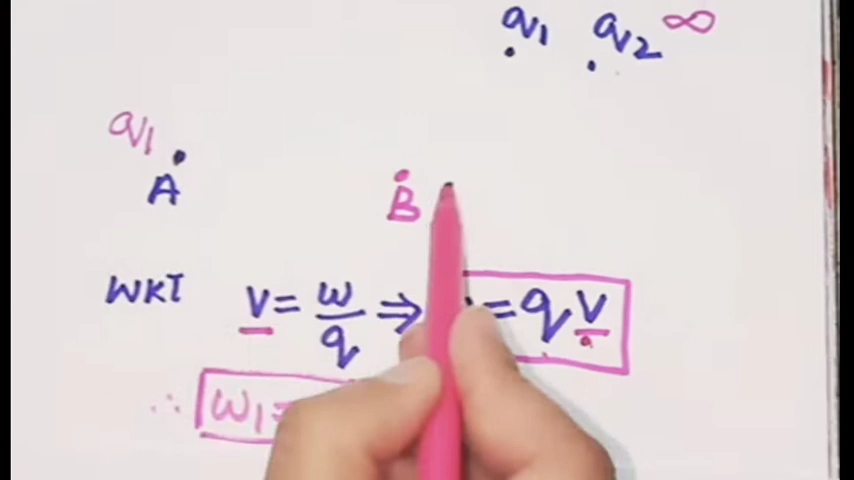 q1 q2 ∞
q1
A
B
WKT V = w/q ⇒ = qV
∴ w1 =